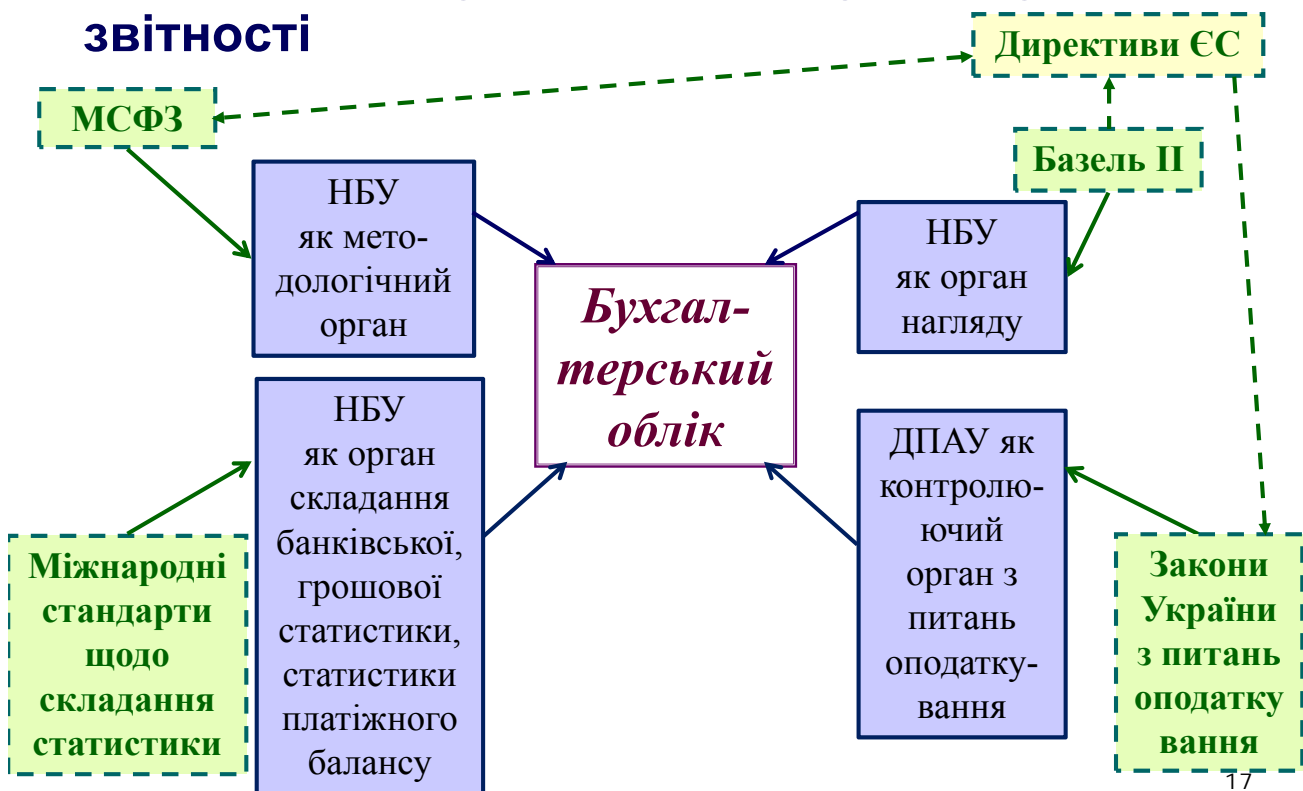 звітності
Директиви ЄС
МСФЗ
Базель II
НБУ
як мето-
дологічний
орган
НБУ
як орган
нагляду
Бухгал-
терський
облік
НБУ
як орган
складання
банківської,
грошової
статистики,
статистики
платіжного
балансу
ДПАУ як
контролю-
ючий
орган з
питань
оподатку-
вання
Міжнародні
стандарти
щодо
складання
статистики
Закони
України
з питань
оподатку
вання
17